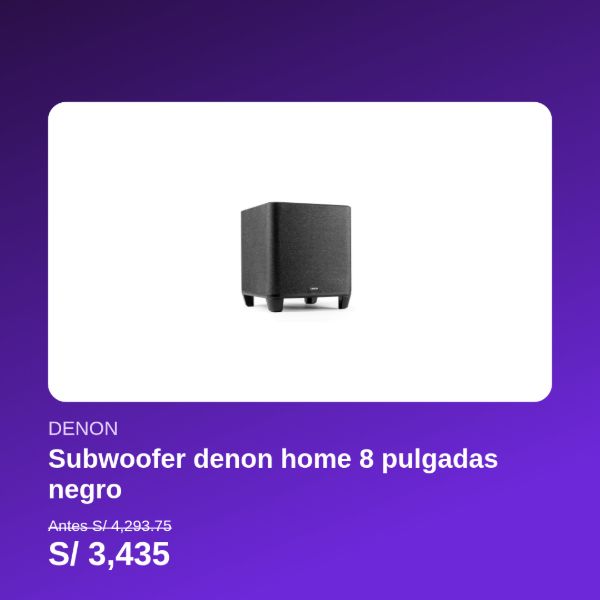 DENON
Subwoofer denon home 8 pulgadas
negro
Antes S/ 4,293.75
S/ 3,435